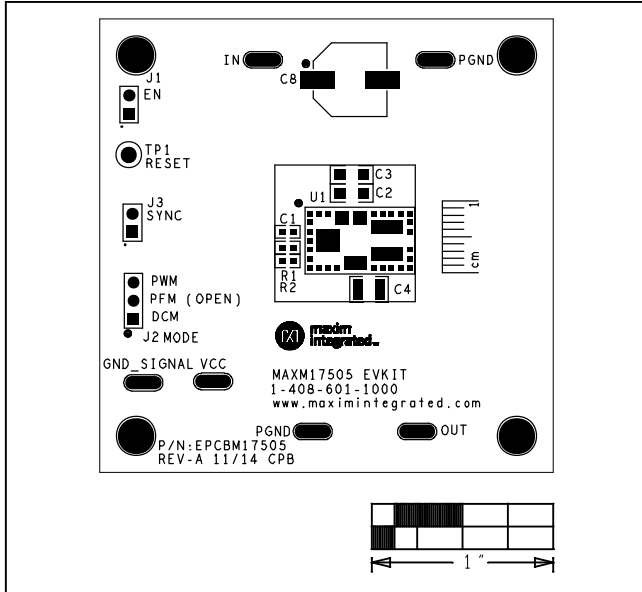 IN
PGND
J1
EN
C8
TP1
RESET
C3
C2
U1
J3
SYNC
C1
R1
R2
C4
1
cm
PWM
PFM (OPEN)
DCM
J2 MODE
maxim
integrated™
GND_SIGNAL VCC
MAXM17505 EVKIT
1-408-601-1000
www.maximintegrated.com
PGND
OUT
P/N:EPCBM17505
REV-A 11/14 CPB
1 "